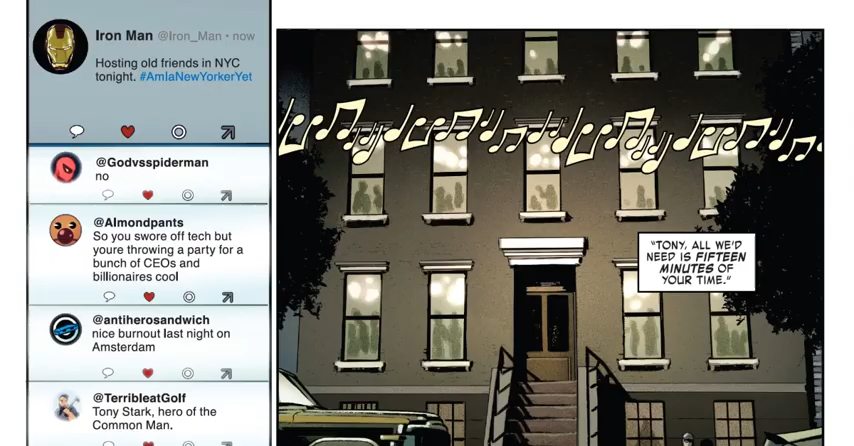 Iron Man @Iron_Man · now
Hosting old friends in NYC
tonight. #AmIaNewYorkerYet
@Godvsspiderman
no
@Almondpants
So you swore off tech but
youre throwing a party for a
bunch of CEOs and
billionaires cool
@antiherosandwich
nice burnout last night on
Amsterdam
@TerribleatGolf
Tony Stark, hero of the
Common Man.
"TONY, ALL WE'D
NEED IS FIFTEEN
MINUTES OF
YOUR TIME."